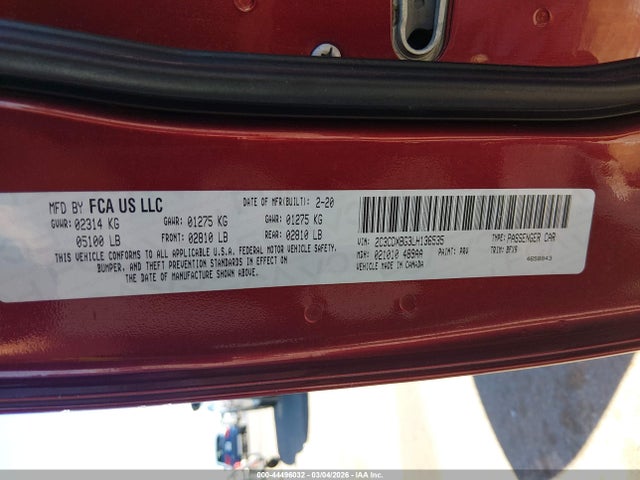 MFD BY FCA US LLC
DATE OF MFR(BUILT): 2-20
GVWR: 02314 KG GAWR: 01275 KG GAWR: 01275 KG
05100 LB FRONT: 02810 LB REAR: 02810 LB
THIS VEHICLE CONFORMS TO ALL APPLICABLE U.S.A. FEDERAL MOTOR VEHICLE SAFETY,
BUMPER, AND THEFT PREVENTION STANDARDS IN EFFECT ON
THE DATE OF MANUFACTURE SHOWN ABOVE.
VIN: 2C3CDXBG3LH136535 TYPE: PASSENGER CAR
MDH: 021010 489AA PAINT: PRV TRIM:
VEHICLE MADE IN CANADA 4650843
000-44496032 - 03/04/2026 - IAA Inc.